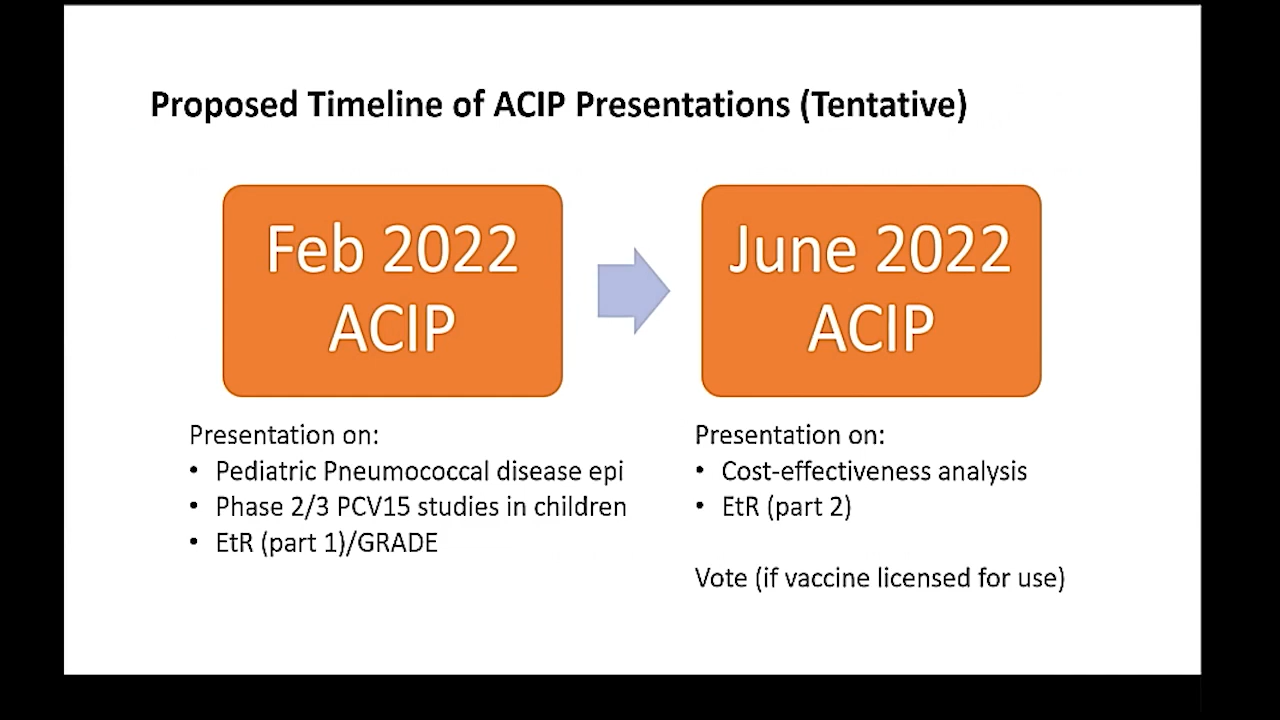 Proposed Timeline of ACIP Presentations (Tentative)
Feb 2022
ACIP
Presentation on:
• Pediatric Pneumococcal disease epi
• Phase 2/3 PCV15 studies in children
• EtR (part 1)/GRADE
June 2022
ACIP
Presentation on:
• Cost-effectiveness analysis
• EtR (part 2)
Vote (if vaccine licensed for use)